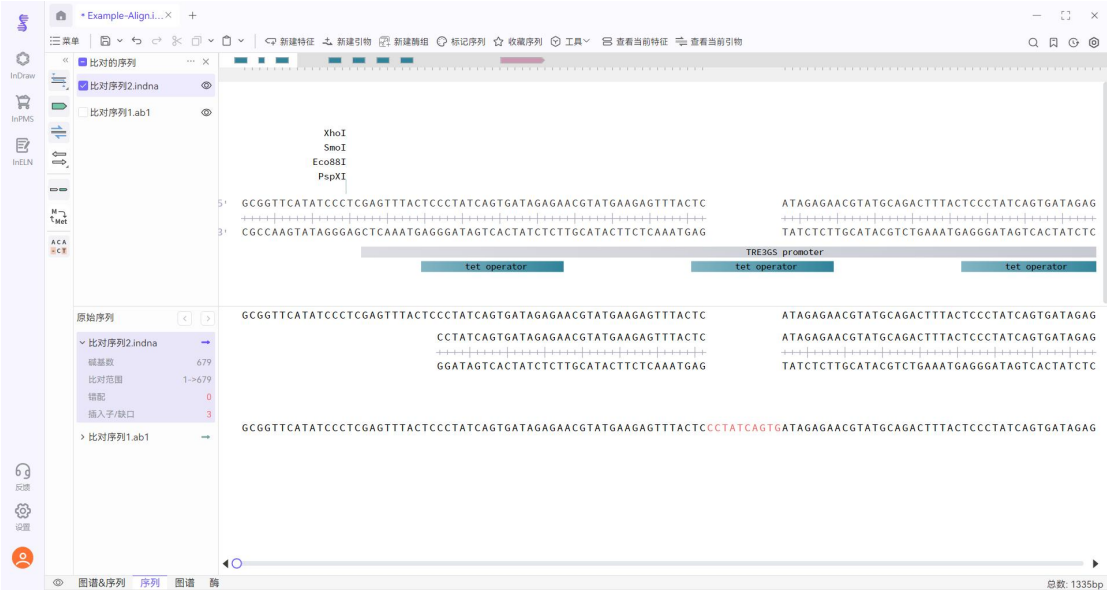 • Example-Align.i... × +
菜单 新建特征 新建引物 新建酶组 标记序列 收藏序列 工具 查看当前特征 查看当前引物
InDraw
InPMS
InELN
反馈
设置
« 比对的序列 ··· ×
比对序列2.indna
比对序列1.ab1
M
Met
ACA
CT
XhoI
SmoI
Eco88I
PspXI
5' GCGGTTCATATCCCTCGAGTTTACTCCCTATCAGTGATAGAGAACGTATGAAGAGTTTACTC ATAGAGAACGTATGCAGACTTTACTCCCTATCAGTGATAGAG
3' CGCCAAGTATAGGGAGCTCAAATGAGGGATAGTCACTATCTCTTGCATACTTCTCAAATGAG TATCTCTTGCATACGTCTGAAATGAGGGATAGTCACTATCTC
TRE3GS promoter
tet operator tet operator tet operator
原始序列 < >
比对序列2.indna
碱基数 679
比对范围 1->679
错配 0
插入子/缺口 3
比对序列1.ab1
GCGGTTCATATCCCTCGAGTTTACTCCCTATCAGTGATAGAGAACGTATGAAGAGTTTACTC ATAGAGAACGTATGCAGACTTTACTCCCTATCAGTGATAGAG
CCTATCAGTGATAGAGAACGTATGAAGAGTTTACTC ATAGAGAACGTATGCAGACTTTACTCCCTATCAGTGATAGAG
GGATAGTCACTATCTCTTGCATACTTCTCAAATGAG TATCTCTTGCATACGTCTGAAATGAGGGATAGTCACTATCTC
GCGGTTCATATCCCTCGAGTTTACTCCCTATCAGTGATAGAGAACGTATGAAGAGTTTACTCCCTATCAGTGATAGAGAACGTATGCAGACTTTACTCCCTATCAGTGATAGAG
图谱&序列 序列 图谱 酶
总数: 1335bp